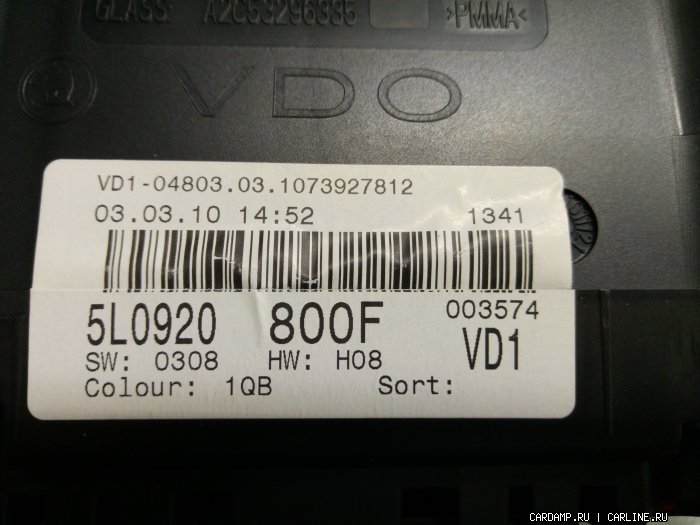 GLASS: A2C53296335 >PMMA<
VDO
VD1-04803.03.1073927812
03.03.10 14:52 1341
5L0920 800F 003574
SW: 0308 HW: H08 VD1
Colour: 1QB Sort:
CARDAMP.RU | CARLINE.RU